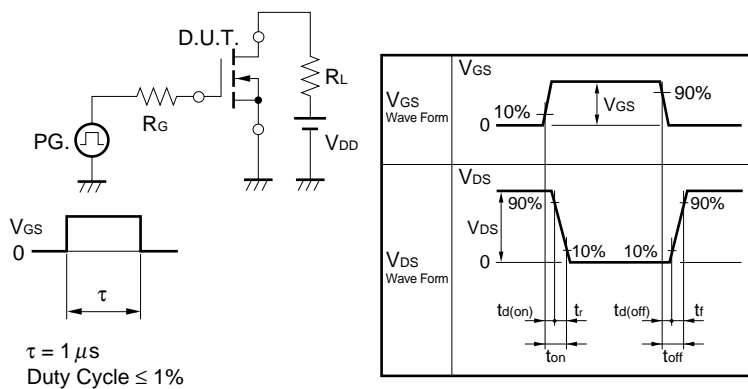 D.U.T.
RL
RG
PG.
VDD
VGS
0
τ
τ = 1 μs
Duty Cycle ≤ 1%
VGS
VGS
Wave Form
10%
VGS
90%
0
VDS
VDS
Wave Form
90%
VDS
10%
10%
90%
0
td(on)
tr
td(off)
tf
ton
toff